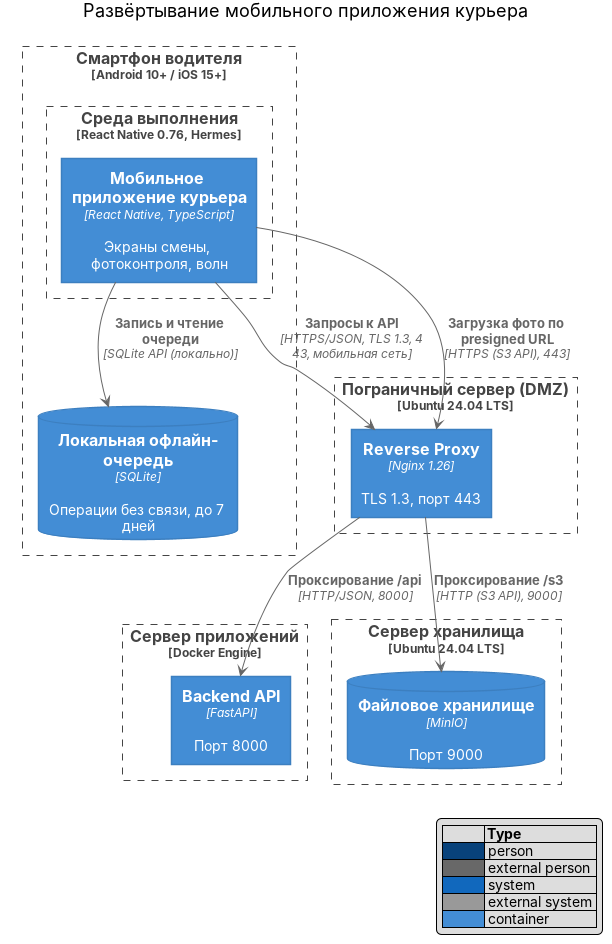 Развёртывание мобильного приложения курьера
Смартфон водителя
[Android 10+ / iOS 15+]
Среда выполнения
[React Native 0.76, Hermes]
Мобильное
приложение курьера
[React Native, TypeScript]
Экраны смены,
фотоконтроля, волн
Запись и чтение
очереди
[SQLite API (локально)]
Запросы к API
[HTTPS/JSON, TLS 1.3, 4
43, мобильная сеть]
Загрузка фото по
presigned URL
[HTTPS (S3 API), 443]
Локальная офлайн-
очередь
[SQLite]
Операции без связи, до 7
дней
Пограничный сервер (DMZ)
[Ubuntu 24.04 LTS]
Reverse Proxy
[Nginx 1.26]
TLS 1.3, порт 443
Проксирование /api
[HTTP/JSON, 8000]
Проксирование /s3
[HTTP (S3 API), 9000]
Сервер приложений
[Docker Engine]
Backend API
[FastAPI]
Порт 8000
Сервер хранилища
[Ubuntu 24.04 LTS]
Файловое хранилище
[MinIO]
Порт 9000
Type
person
external person
system
external system
container